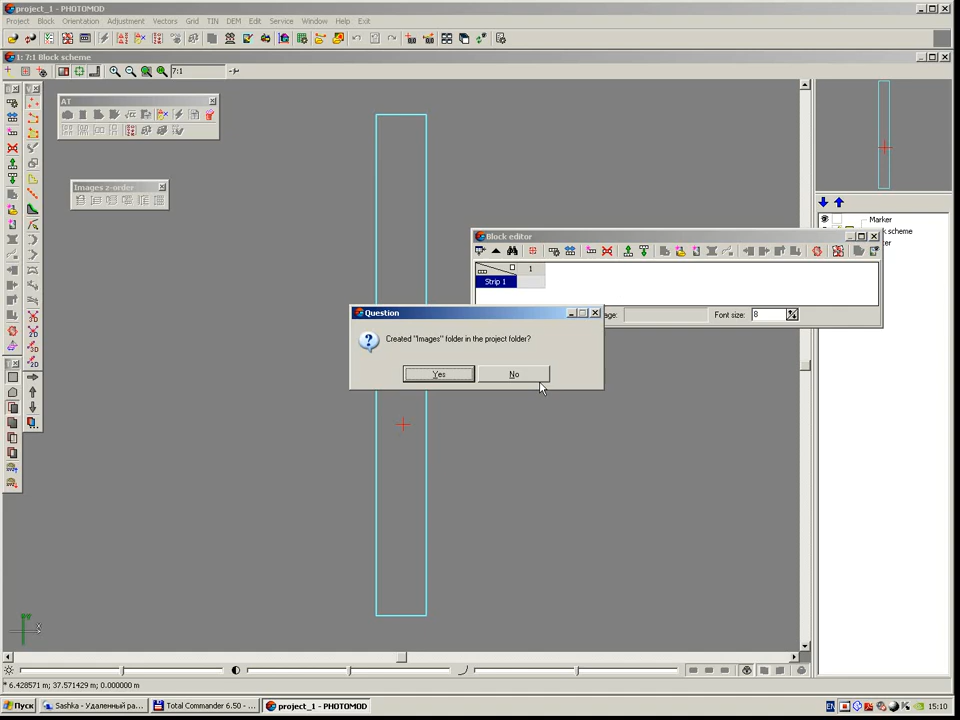 project_1 - PHOTOMOD
Project Block Orientation Adjustment Vectors Grid TIN DEM Edit Service Window Help Exit
1: 7:1 Block scheme
7:1
AT
Images z-order
Marker
Block editor
1
Strip 1
Font size: 8
Question
Created "Images" folder in the project folder?
Yes No
* 6.428571 m; 37.571429 m; 0.000000 m
Пуск Sashka - Удаленный ра... Total Commander 6.50 - ... project_1 - PHOTOMOD EN 15:10